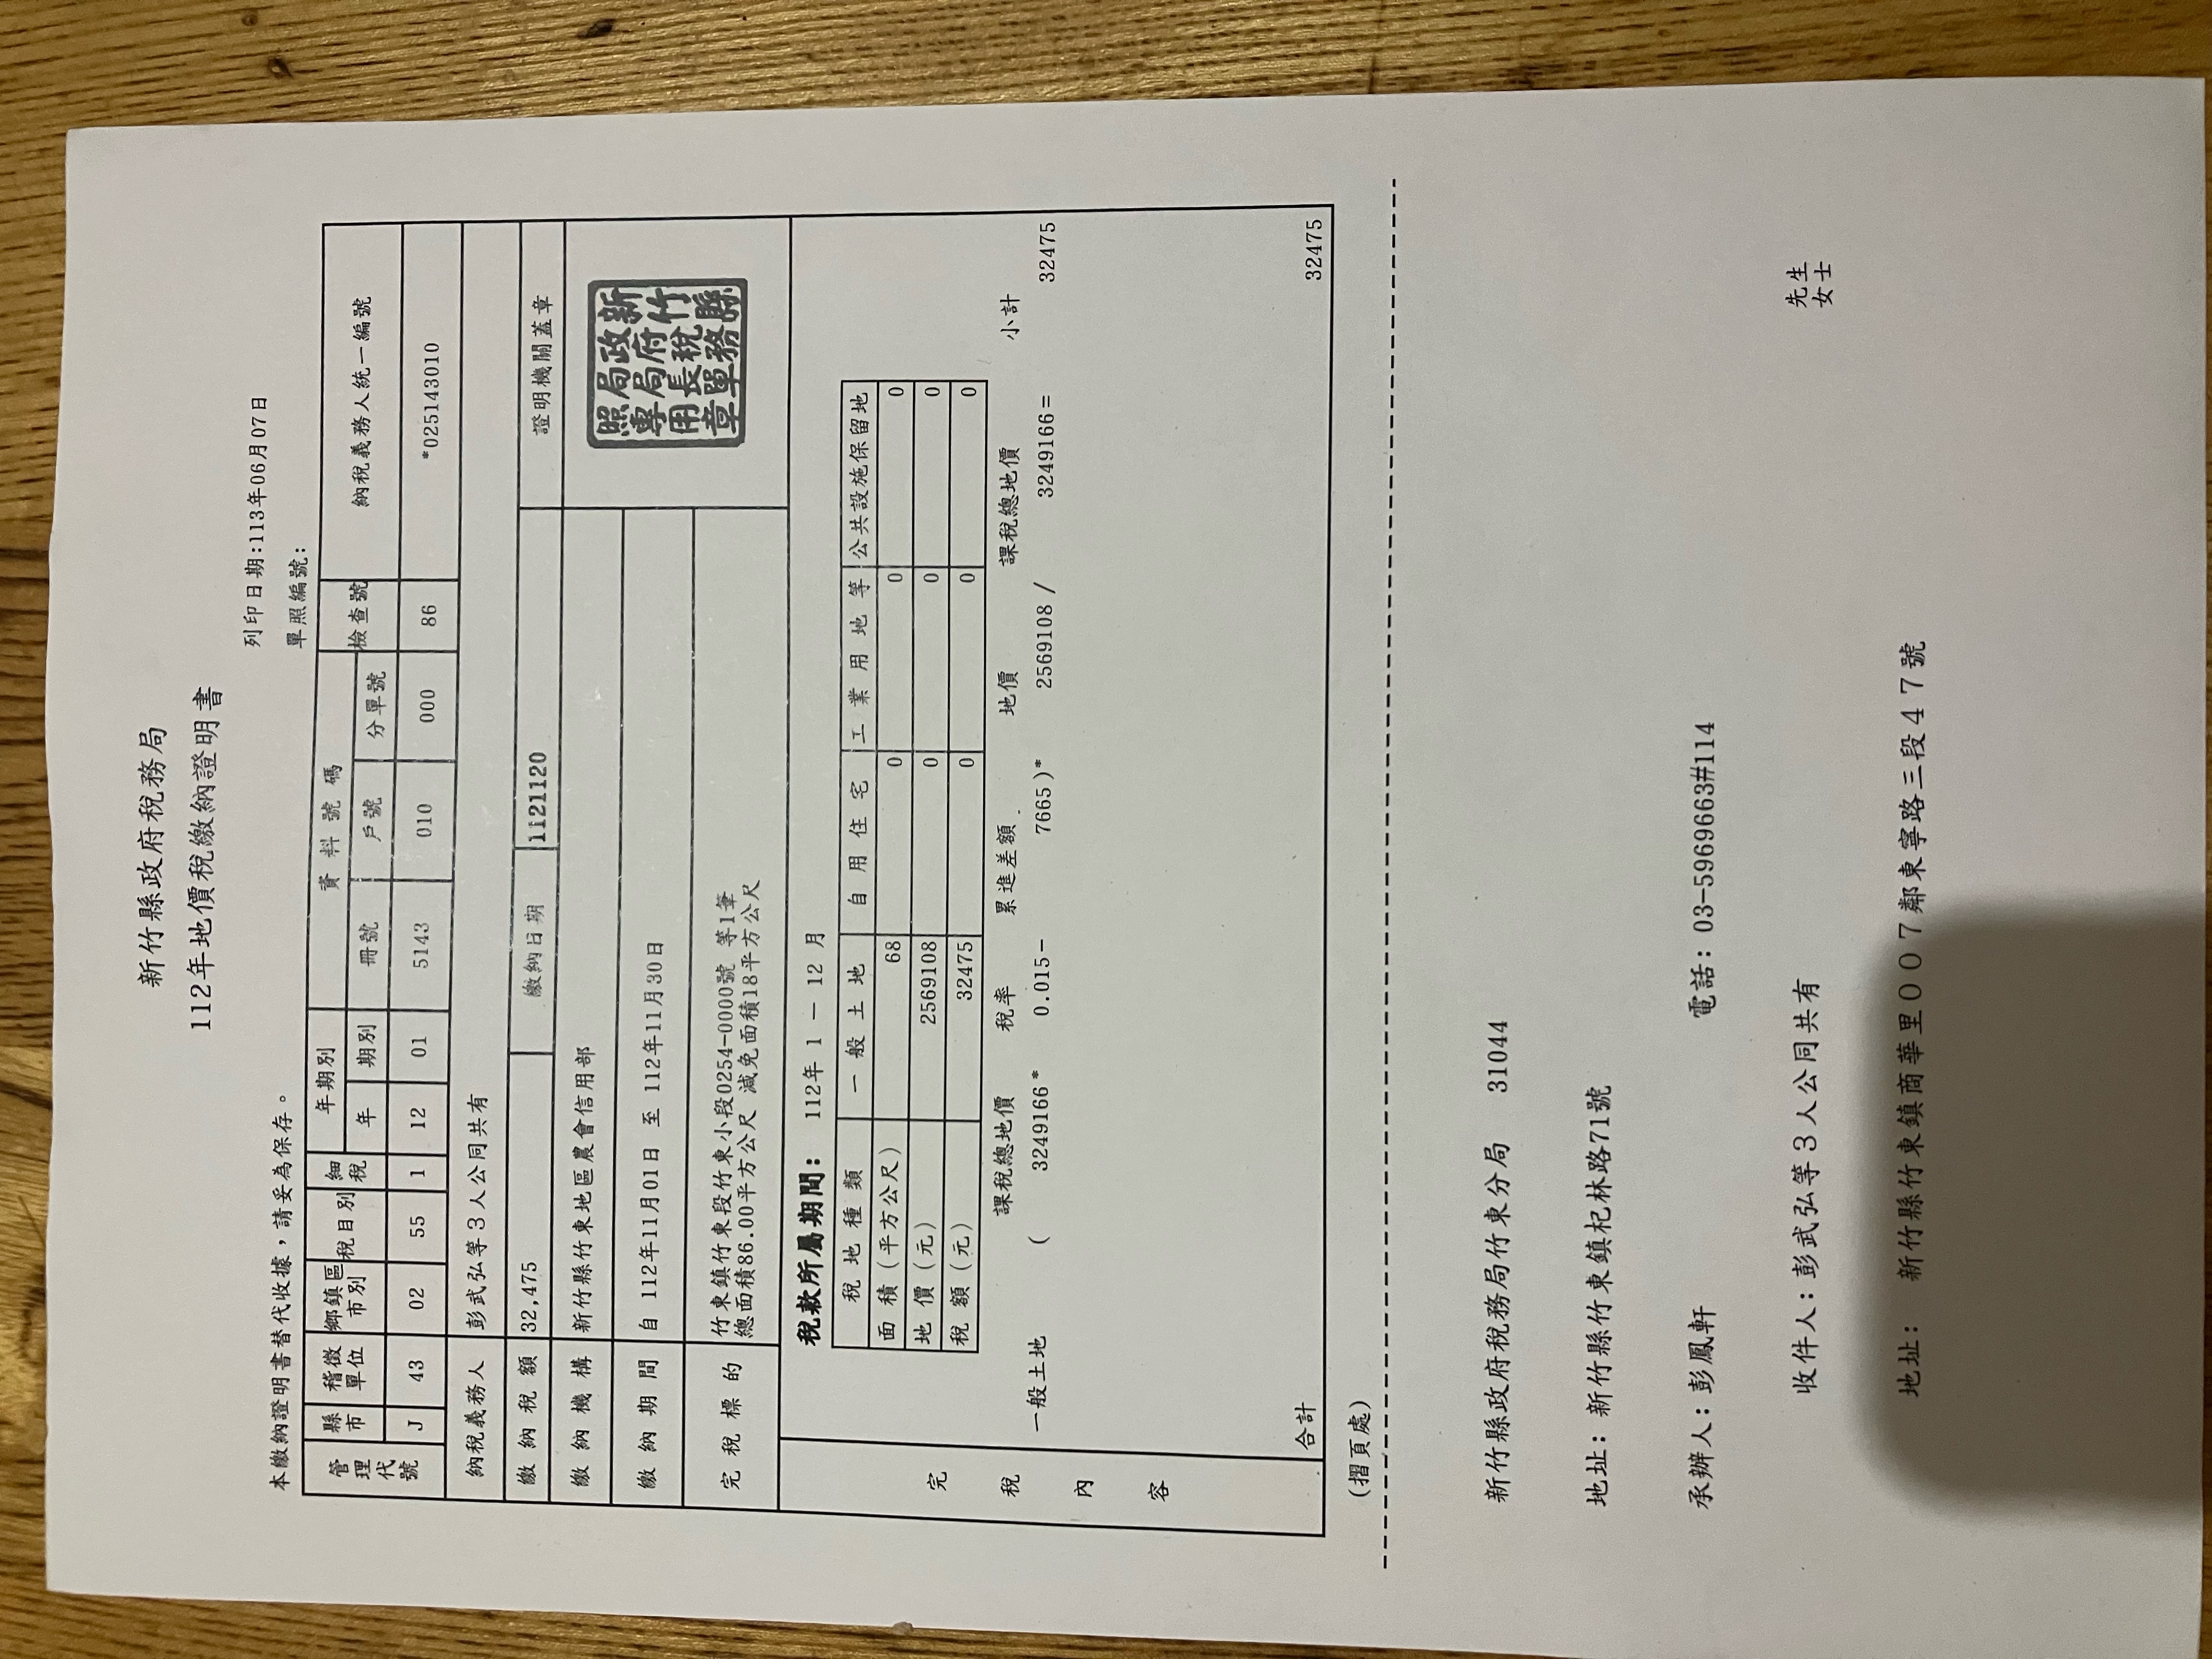 新竹縣政府稅務局
112年地價稅繳納證明書
列印日期:113年06月07日
本繳納證明書替代收據，請妥為保存。
單照編號:
管理代號 縣市 稽徵單位 鄉鎮區市別 稅目別 細稅 年期別 資料號碼 檢查號 納稅義務人統一編號
年 期別 冊號 戶號 分單號
J 43 02 55 1 12 01 5143 010 000 86 *025143010
納稅義務人 彭武弘等3人公同共有
繳納稅額 32,475 繳納日期 1121120 證明機關蓋章
繳納機構 新竹縣竹東地區農會信用部
繳納期間 自 112年11月01日 至 112年11月30日
新竹縣政府稅務局局長單照專用章
完稅標的 竹東鎮竹東段竹東小段0254-0000號 等1筆
總面積86.00平方公尺 減免面積18平方公尺
完稅內容
稅款所屬期間: 112年 1 － 12 月
稅地種類 一般土地 自用住宅 工業用地等 公共設施保留地
面積(平方公尺) 68 0 0 0
地價(元) 2569108 0 0 0
稅額(元) 32475 0 0 0
課稅總地價 稅率 累進差額 地價 課稅總地價 小計
一般土地 ( 3249166 * 0.015 - 7665 )* 2569108 / 3249166 = 32475
合計 32475
(摺頁處)
新竹縣政府稅務局竹東分局 31044
地址: 新竹縣竹東鎮杞林路71號
承辦人: 彭鳳軒 電話: 03-5969663#114
收件人: 彭武弘等3人公同共有 先生
女士
地址: 新竹縣竹東鎮商華里007鄰東寧路三段47號